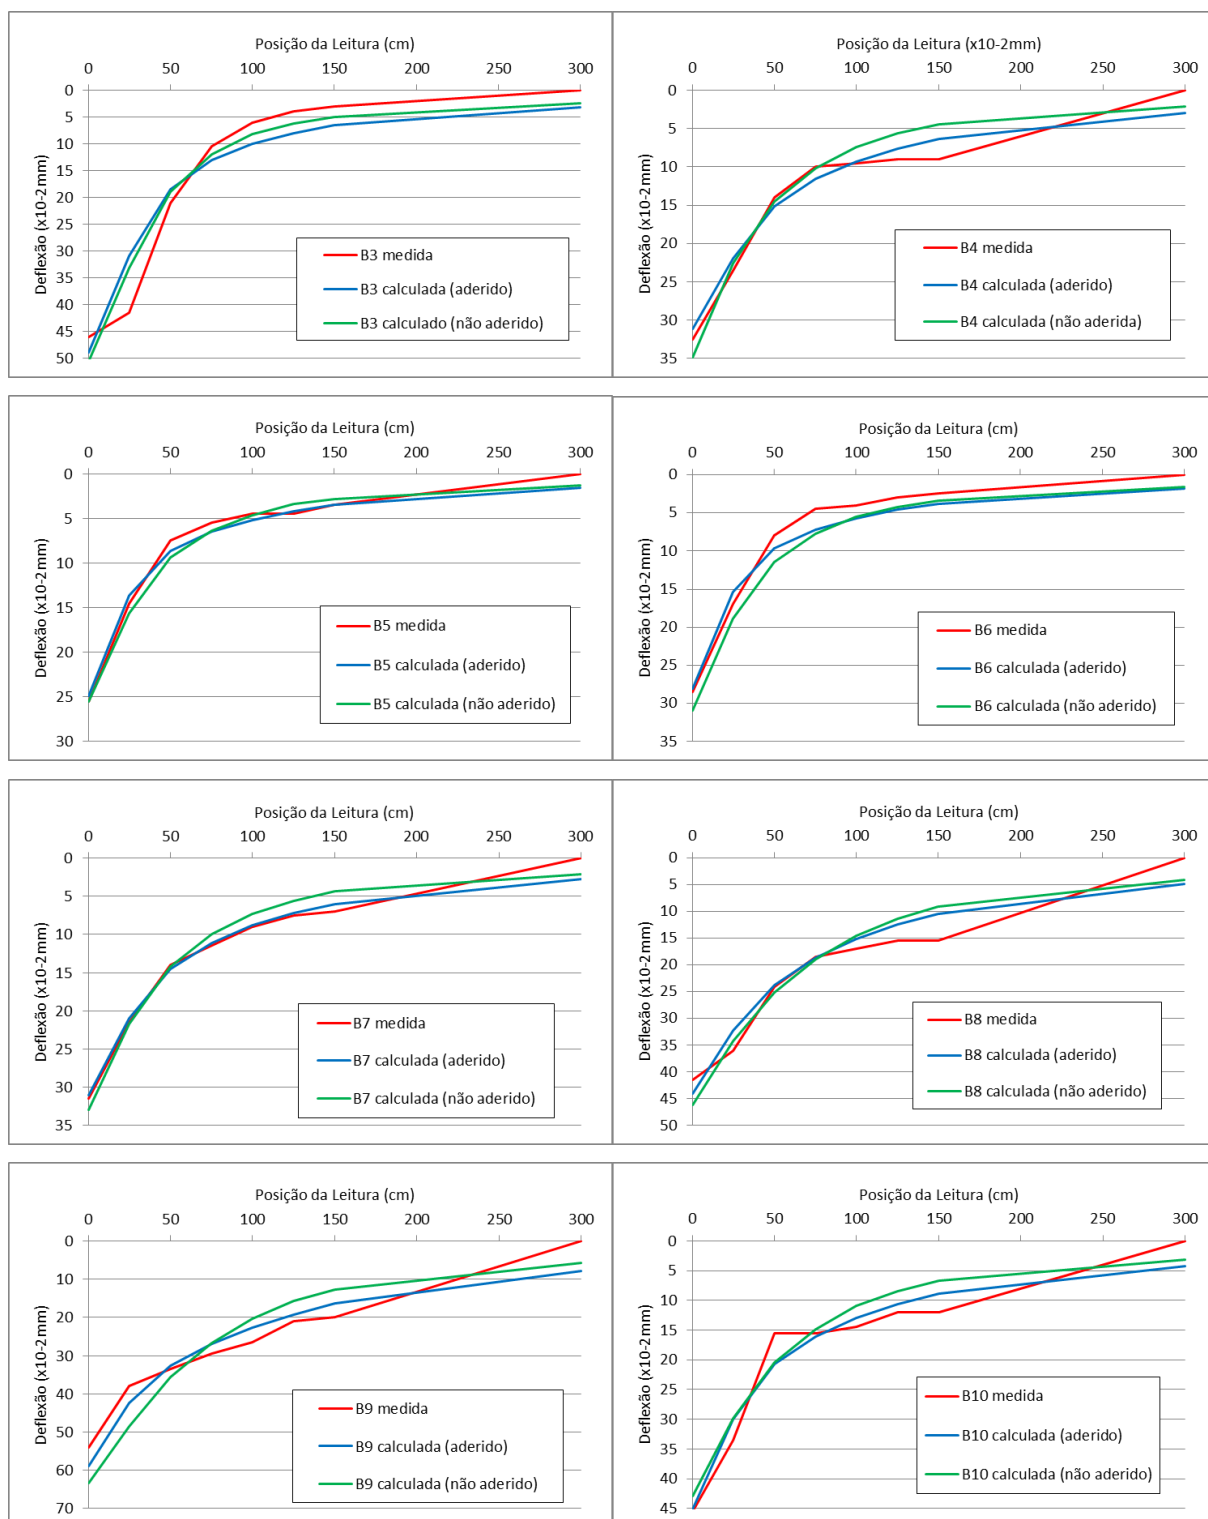 Posição da Leitura (cm)
0 50 100 150 200 250 300
0
5
10
15
20
25
30
35
40
45
50
Deflexão (x10-2mm)
B3 medida
B3 calculada (aderido)
B3 calculado (não aderido)
Posição da Leitura (x10-2mm)
0 50 100 150 200 250 300
0
5
10
15
20
25
30
35
Deflexão (x10-2mm)
B4 medida
B4 calculada (aderido)
B4 calculada (não aderida)
Posição da Leitura (cm)
0 50 100 150 200 250 300
0
5
10
15
20
25
30
Deflexão (x10-2mm)
B5 medida
B5 calculada (aderido)
B5 calculada (não aderido)
Posição da Leitura (cm)
0 50 100 150 200 250 300
0
5
10
15
20
25
30
35
Deflexão (x10-2mm)
B6 medida
B6 calculada (aderido)
B6 calculada (não aderido)
Posição da Leitura (cm)
0 50 100 150 200 250 300
0
5
10
15
20
25
30
35
Deflexão (x10-2mm)
B7 medida
B7 calculada (aderido)
B7 calculada (não aderido)
Posição da Leitura (cm)
0 50 100 150 200 250 300
0
5
10
15
20
25
30
35
40
45
50
Deflexão (x10-2mm)
B8 medida
B8 calculada (aderido)
B8 calculada (não aderido)
Posição da Leitura (cm)
0 50 100 150 200 250 300
0
10
20
30
40
50
60
70
Deflexão (x10-2mm)
B9 medida
B9 calculada (aderido)
B9 calculada (não aderido)
Posição da Leitura (cm)
0 50 100 150 200 250 300
0
5
10
15
20
25
30
35
40
45
Deflexão (x10-2mm)
B10 medida
B10 calculada (aderido)
B10 calculada (não aderido)